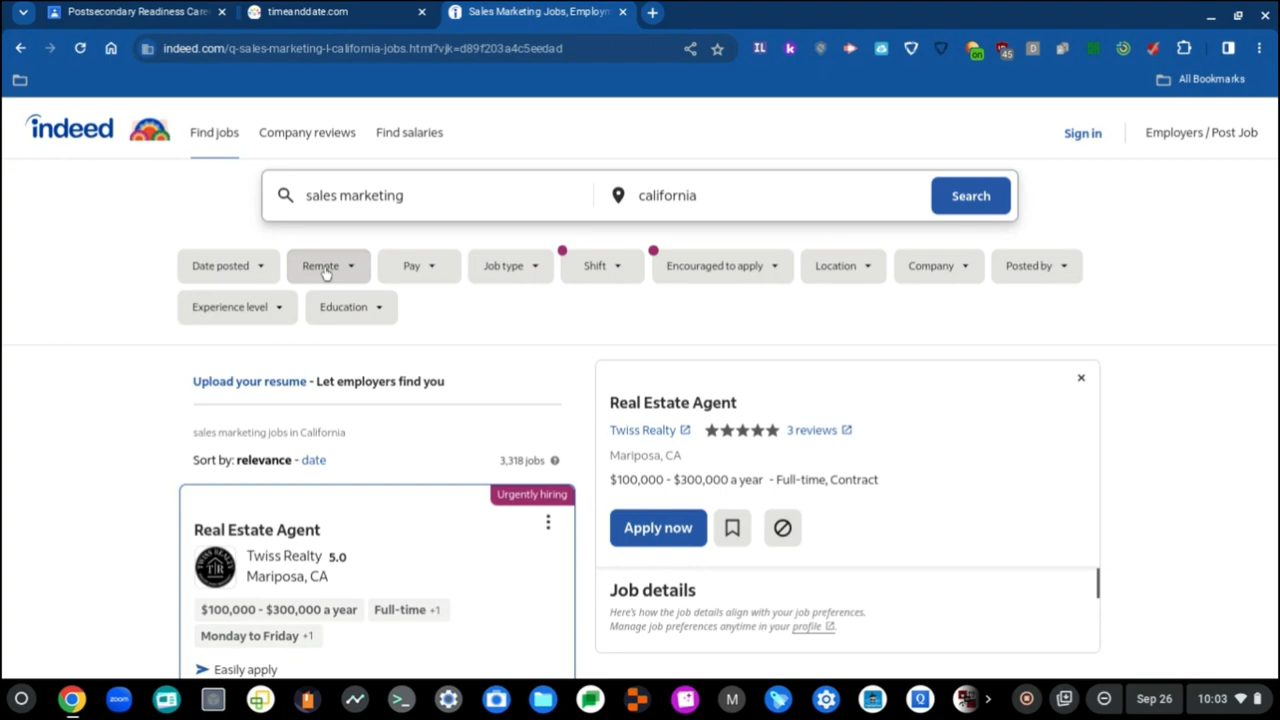 Postsecondary Readiness Care
timeanddate.com
Sales Marketing Jobs, Employm
indeed.com/q-sales-marketing-l-california-jobs.html?vjk=d89f203a4c5eedad
IL
k
on
45
D
All Bookmarks
indeed
Find jobs
Company reviews
Find salaries
Sign in
Employers / Post Job
sales marketing
california
Search
Date posted
Remote
Pay
Job type
Shift
Encouraged to apply
Location
Company
Posted by
Experience level
Education
Upload your resume - Let employers find you
sales marketing jobs in California
Sort by: relevance - date
3,318 jobs
Urgently hiring
Real Estate Agent
Twiss Realty 5.0
Mariposa, CA
$100,000 - $300,000 a year
Full-time +1
Monday to Friday +1
Easily apply
Real Estate Agent
Twiss Realty
3 reviews
Mariposa, CA
$100,000 - $300,000 a year - Full-time, Contract
Apply now
Job details
Here's how the job details align with your job preferences.
Manage job preferences anytime in your profile.
zoom
M
Q
Sep 26
10:03